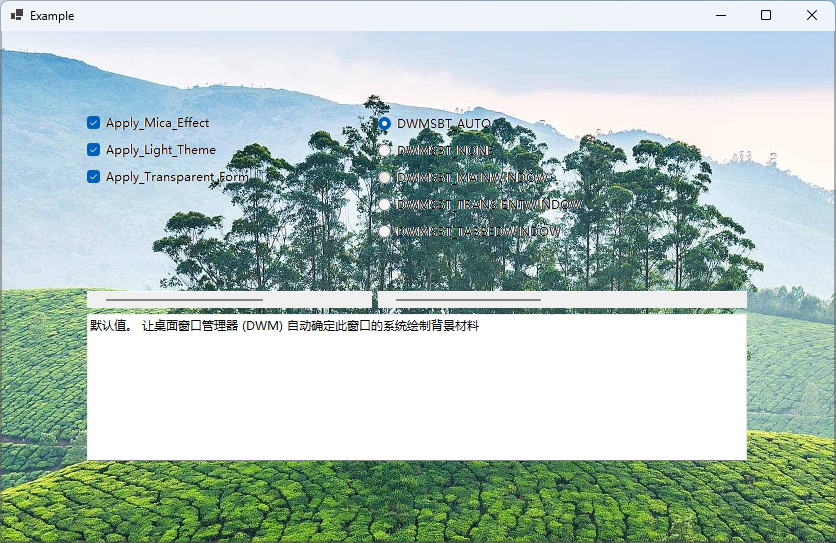 Example
Apply_Mica_Effect
Apply_Light_Theme
Apply_Transparent_Form
DWMSBT_AUTO
DWMSBT_NONE
DWMSBT_MAINWINDOW
DWMSBT_TRANSIENTWINDOW
DWMSBT_TABBEDWINDOW
默认值。 让桌面窗口管理器 (DWM) 自动确定此窗口的系统绘制背景材料